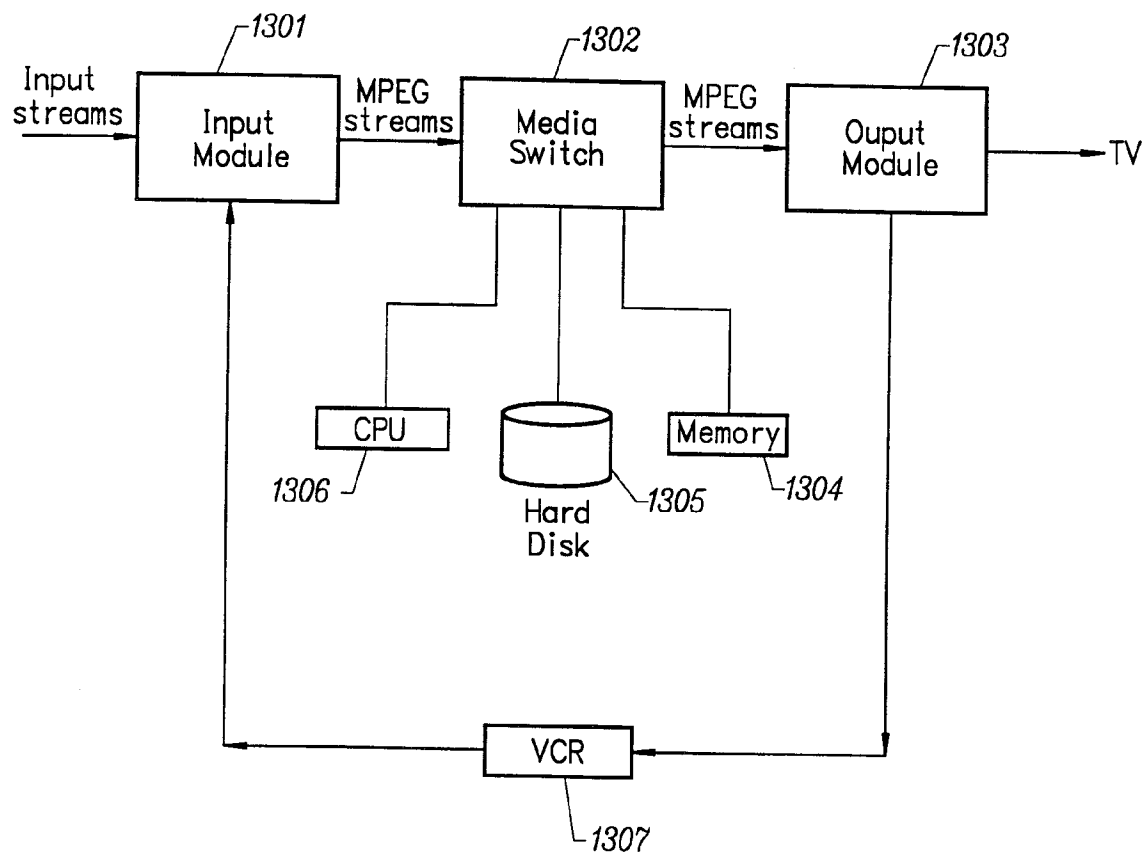 1301
1302
1303
Input
streams
Input
Module
MPEG
streams
Media
Switch
MPEG
streams
Ouput
Module
TV
CPU
1306
Hard
Disk
1305
Memory
1304
VCR
1307